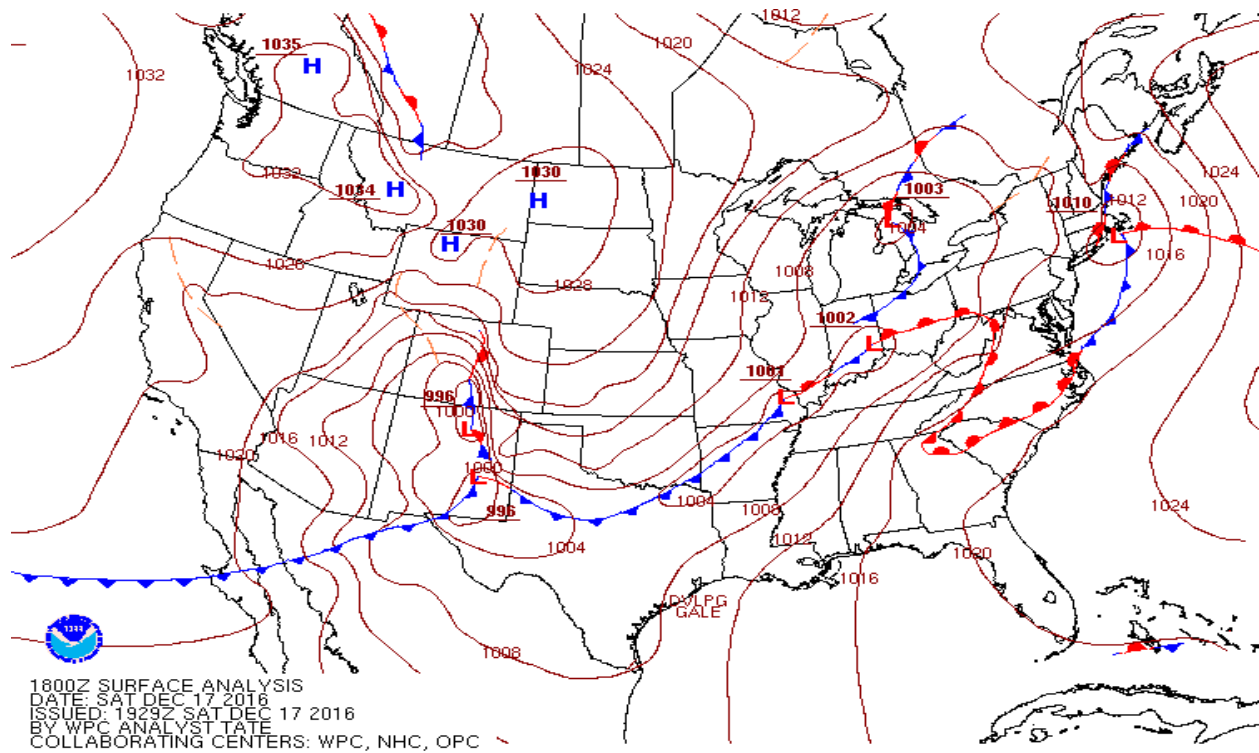 1012
1035
H
1020
1032
1024
1032
1034
H
1030
H
1003
L
1004
1010
1012
L
1024
1020
1016
1030
H
1028
1028
1008
1012
1002
L
1001
L
996
1000
L
1020
1016
1012
1000
L
996
1004
1004
1008
1012
1016
1020
1024
DVLPG
GALE
1008
1800Z SURFACE ANALYSIS
DATE: SAT DEC 17 2016
ISSUED: 1929Z SAT DEC 17 2016
BY WPC ANALYST TATE
COLLABORATING CENTERS: WPC, NHC, OPC